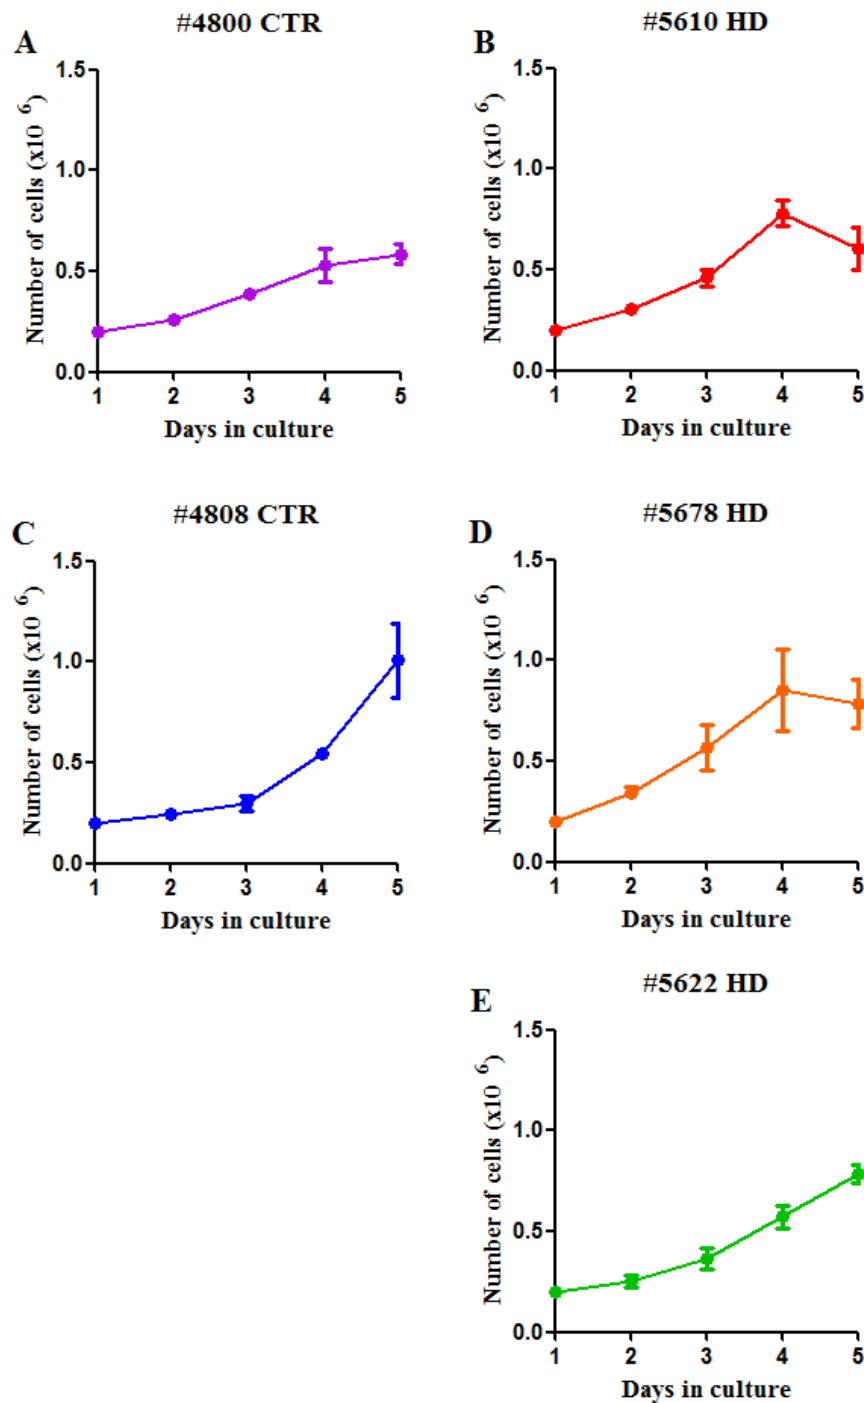 A
#4800 CTR
Number of cells (x10 6)
1.5
1.0
0.5
0.0
1 2 3 4 5
Days in culture
B
#5610 HD
Number of cells (x10 6)
1.5
1.0
0.5
0.0
1 2 3 4 5
Days in culture
C
#4808 CTR
Number of cells (x10 6)
1.5
1.0
0.5
0.0
1 2 3 4 5
Days in culture
D
#5678 HD
Number of cells (x10 6)
1.5
1.0
0.5
0.0
1 2 3 4 5
Days in culture
E
#5622 HD
Number of cells (x10 6)
1.5
1.0
0.5
0.0
1 2 3 4 5
Days in culture